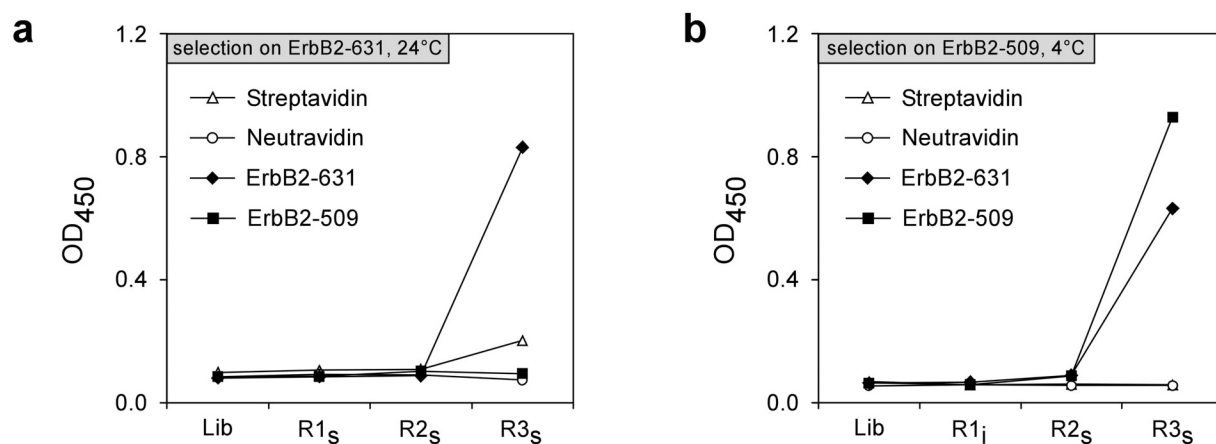 a
selection on ErbB2-631, 24°C
Streptavidin
Neutravidin
ErbB2-631
ErbB2-509
OD450
1.2
0.8
0.4
0.0
Lib
R1s
R2s
R3s
b
selection on ErbB2-509, 4°C
Streptavidin
Neutravidin
ErbB2-631
ErbB2-509
OD450
1.2
0.8
0.4
0.0
Lib
R1i
R2s
R3s